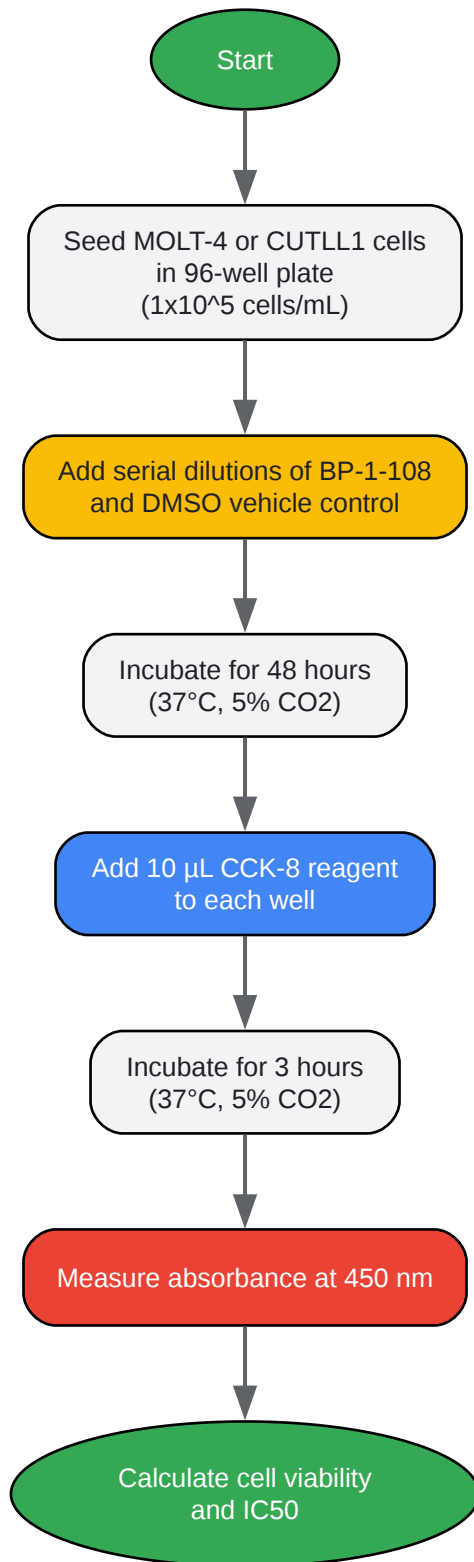 Start
Seed MOLT-4 or CUTLL1 cells
in 96-well plate
(1x10^5 cells/mL)
Add serial dilutions of BP-1-108
and DMSO vehicle control
Incubate for 48 hours
(37°C, 5% CO2)
Add 10 µL CCK-8 reagent
to each well
Incubate for 3 hours
(37°C, 5% CO2)
Measure absorbance at 450 nm
Calculate cell viability
and IC50